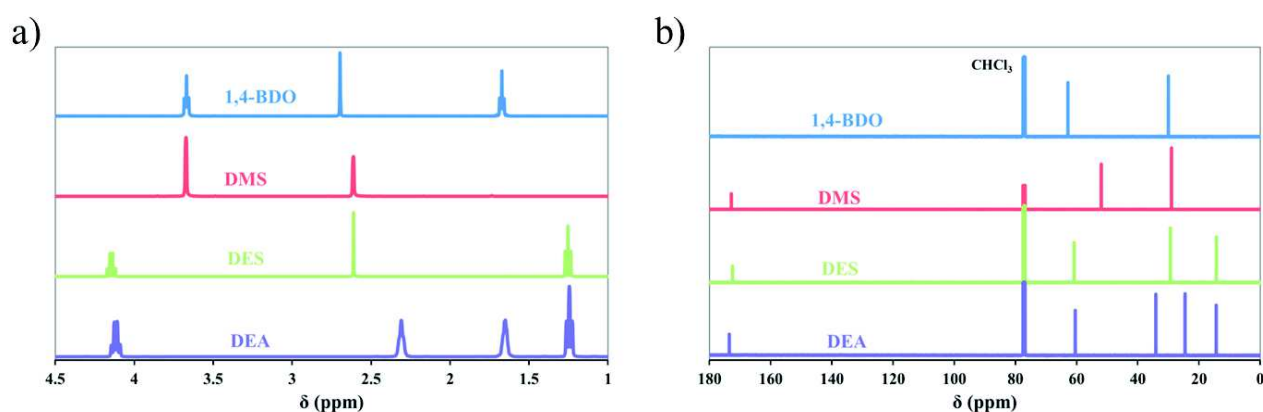 a)
1,4-BDO
DMS
DES
DEA
4.5 4 3.5 3 2.5 2 1.5 1
δ (ppm)
b)
CHCl₃
1,4-BDO
DMS
DES
DEA
180 160 140 120 100 80 60 40 20 0
δ (ppm)